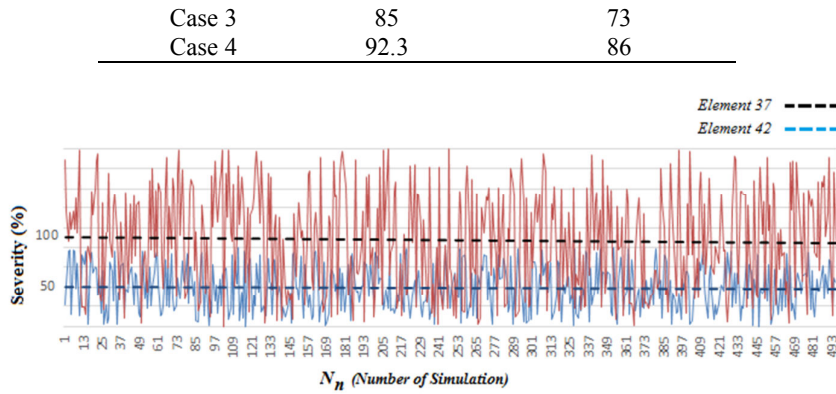 Case 3 85 73
Case 4 92.3 86
Element 37
Element 42
Severity (%)
100
50
1 13 25 37 49 61 73 85 97 109 121 133 145 157 169 181 193 205 217 229 241 253 265 277 289 301 313 325 337 349 361 373 385 397 409 421 433 445 457 469 481 493
Nn (Number of Simulation)